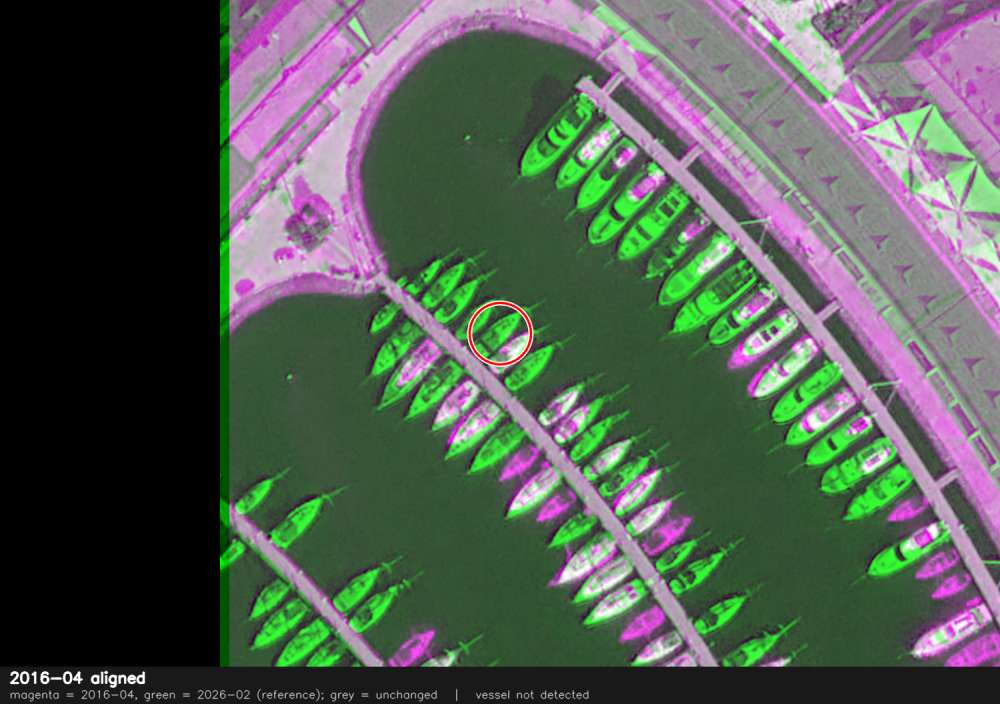 2016-04 aligned
magenta = 2016-04, green = 2026-02 (reference); grey = unchanged | vessel not detected